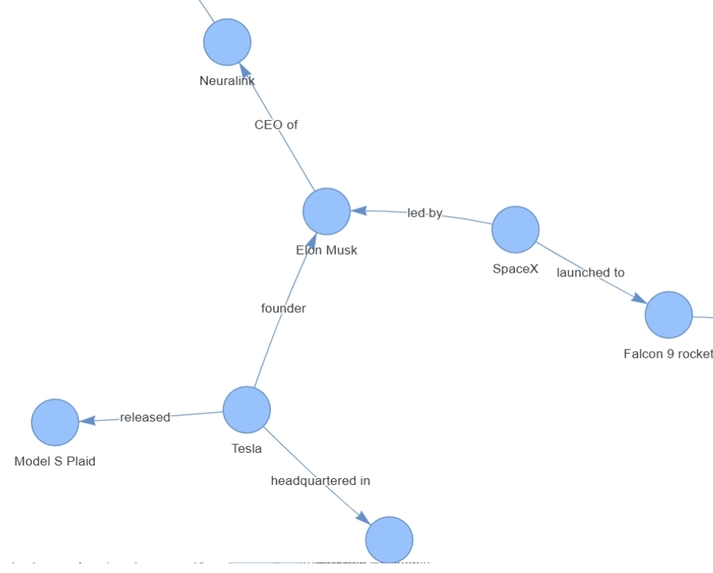 Neuralink
CEO of
led by
Elon Musk
SpaceX
launched to
founder
Falcon 9 rocket
released
Tesla
Model S Plaid
headquartered in